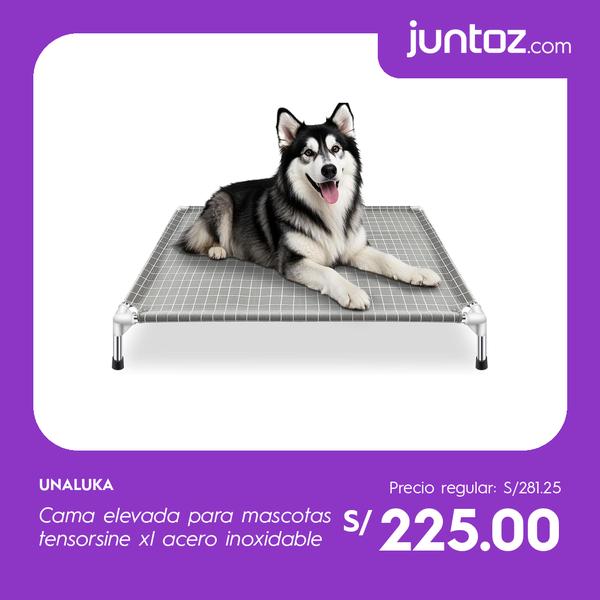 juntoz.com
UNALUKA
Cama elevada para mascotas
tensorsine xl acero inoxidable
Precio regular: S/281.25
S/225.00